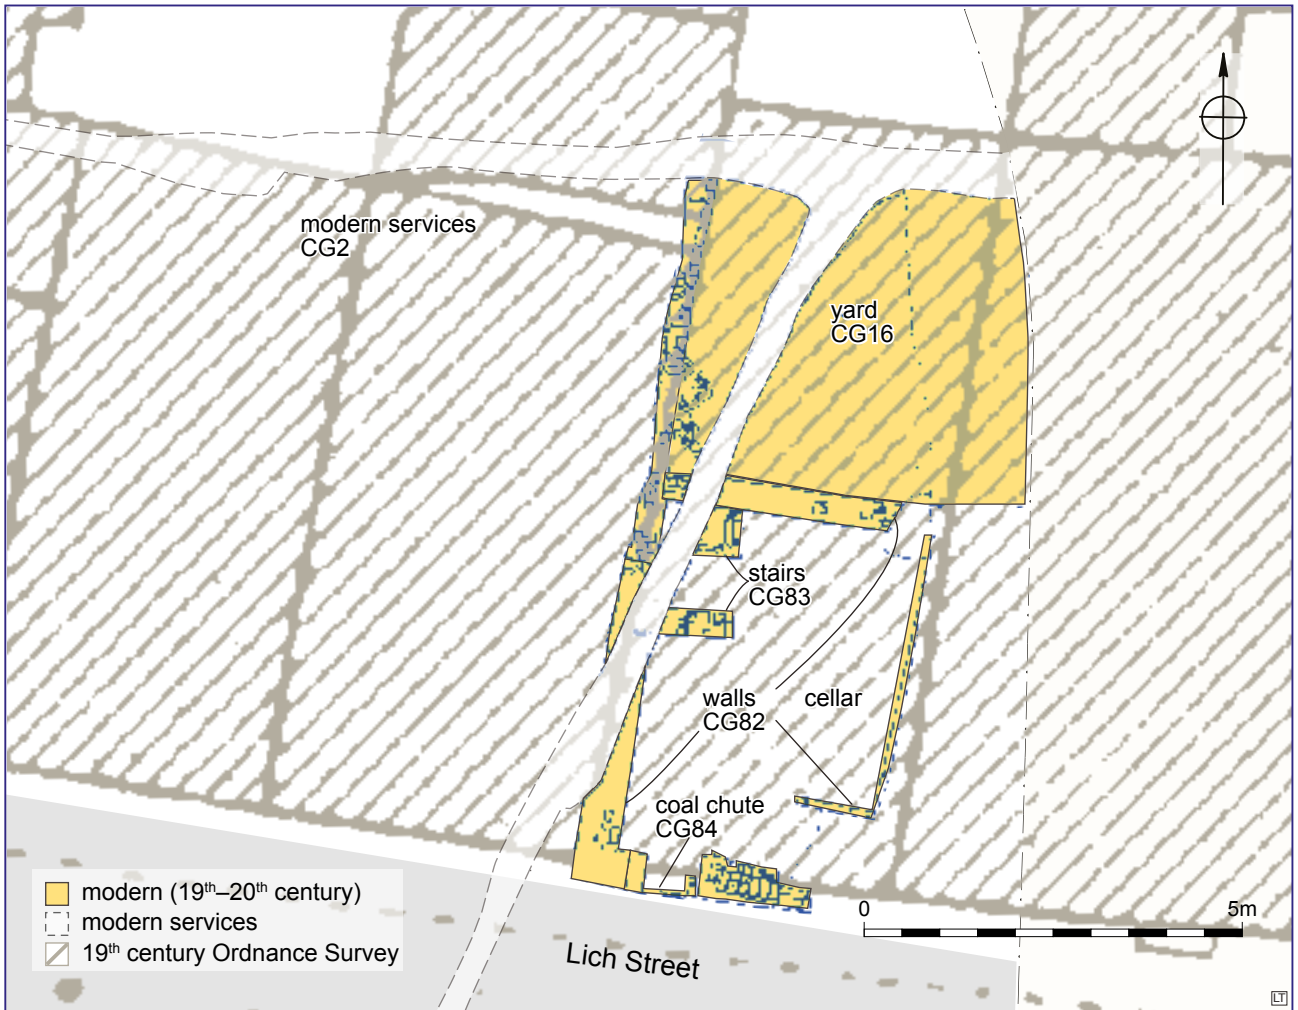 modern services
CG2
yard
CG16
stairs
CG83
walls
CG82
cellar
coal chute
CG84
modern (19th–20th century)
modern services
19th century Ordnance Survey
0
5m
Lich Street
LT